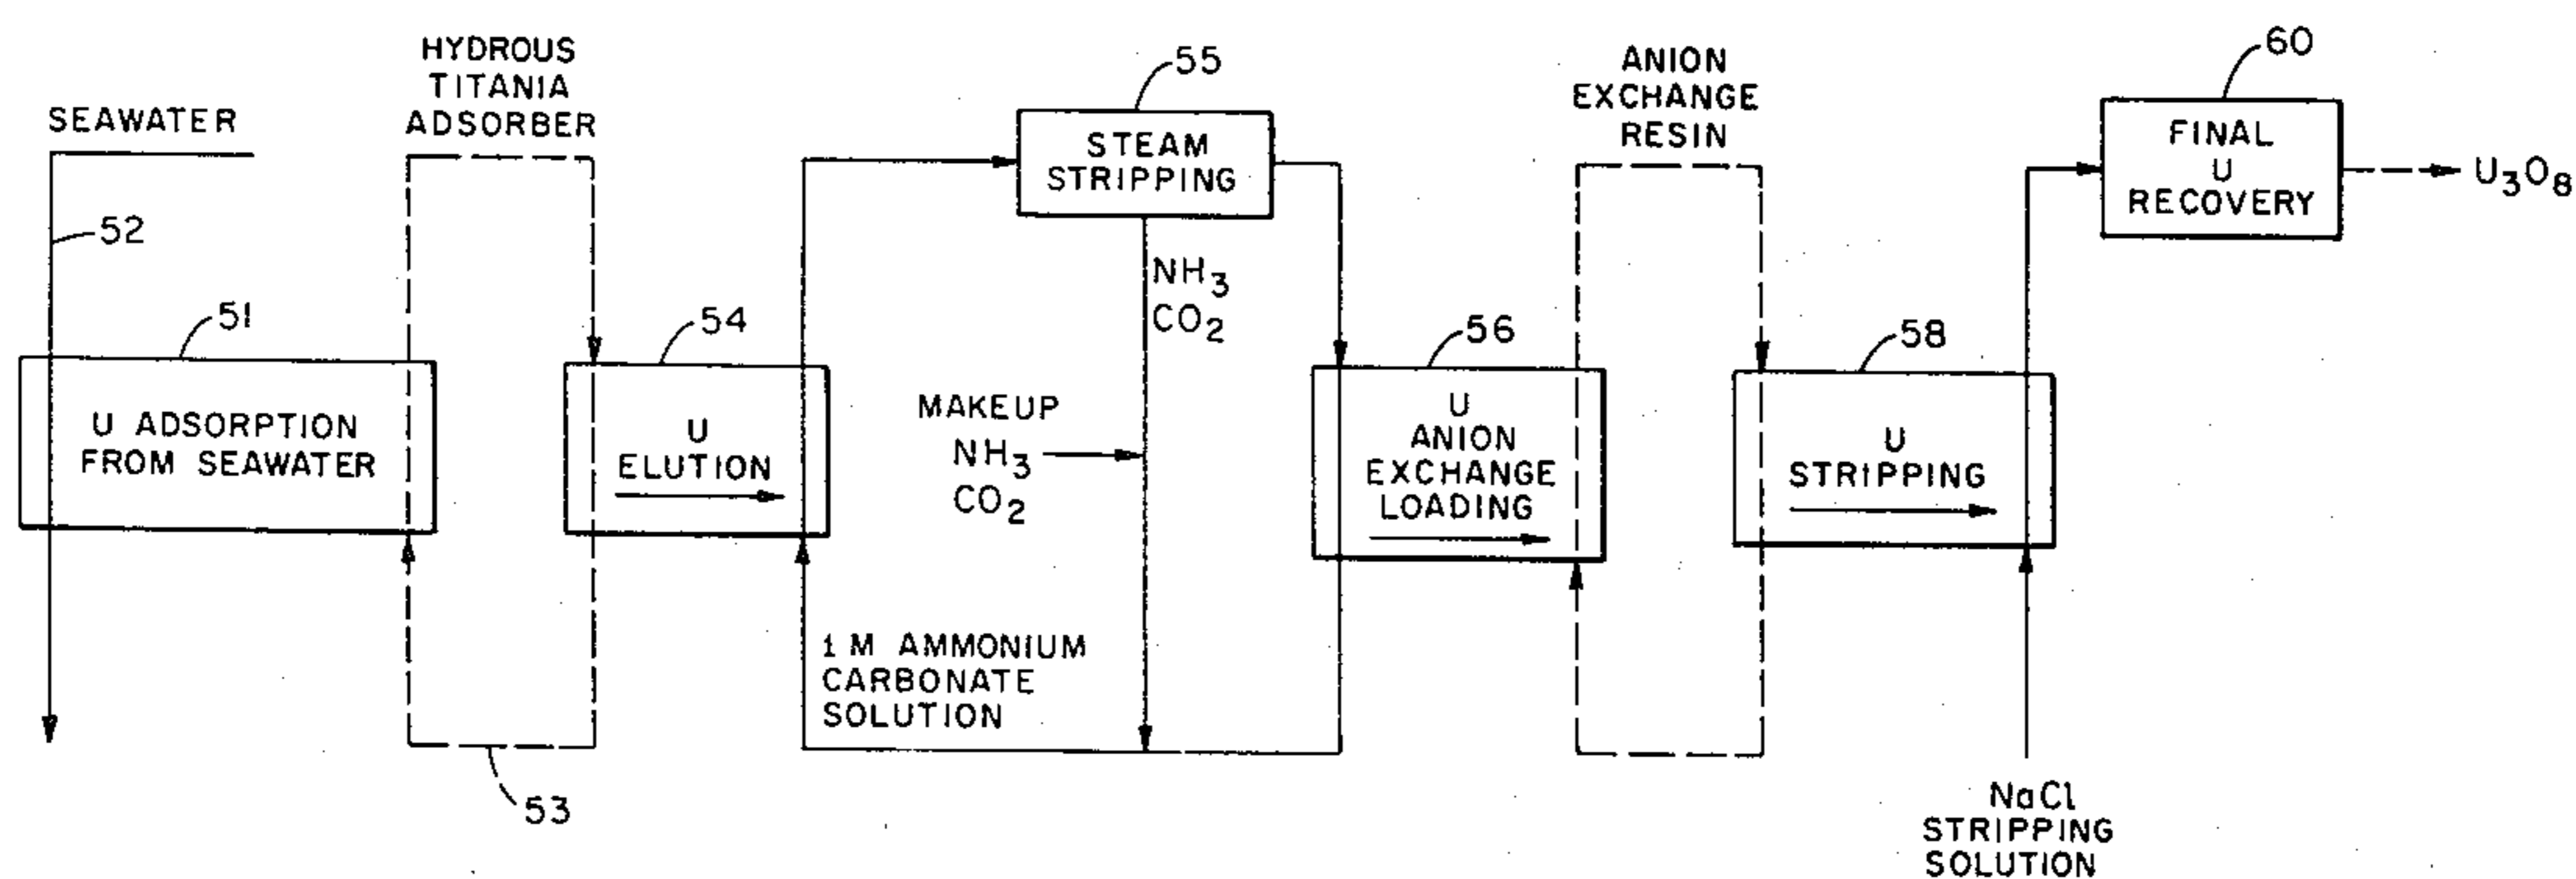 SEAWATER
52
HYDROUS
TITANIA
ADSORBER
51
U ADSORPTION
FROM SEAWATER
53
54
U
ELUTION
1 M AMMONIUM
CARBONATE
SOLUTION
55
STEAM
STRIPPING
NH3
CO2
MAKEUP
NH3
CO2
56
U
ANION
EXCHANGE
LOADING
ANION
EXCHANGE
RESIN
58
U
STRIPPING
NaCl
STRIPPING
SOLUTION
60
FINAL
U
RECOVERY
U3O8